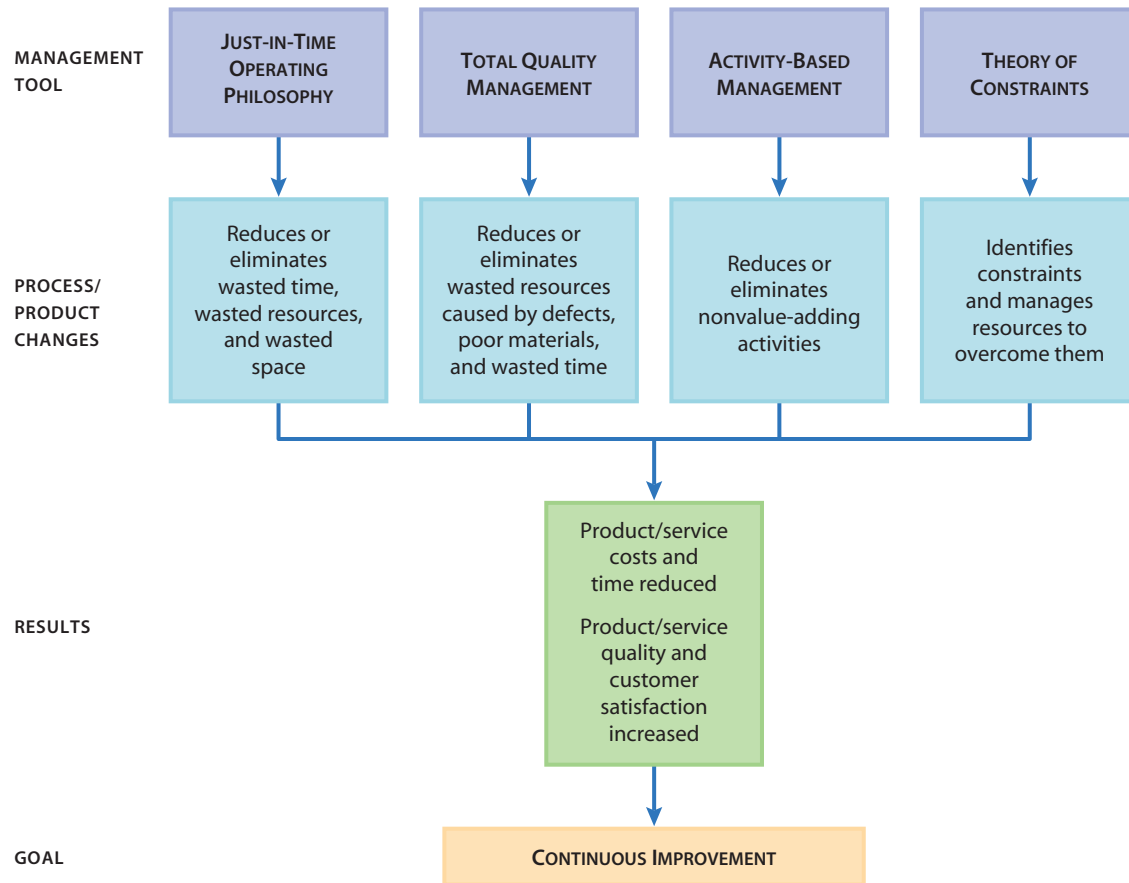 MANAGEMENT
TOOL
JUST-IN-TIME
OPERATING
PHILOSOPHY
TOTAL QUALITY
MANAGEMENT
ACTIVITY-BASED
MANAGEMENT
THEORY OF
CONSTRAINTS
PROCESS/
PRODUCT
CHANGES
Reduces or
eliminates
wasted time,
wasted resources,
and wasted
space
Reduces or
eliminates
wasted resources
caused by defects,
poor materials,
and wasted time
Reduces or
eliminates
nonvalue-adding
activities
Identifies
constraints
and manages
resources to
overcome them
RESULTS
Product/service
costs and
time reduced
Product/service
quality and
customer
satisfaction
increased
GOAL
CONTINUOUS IMPROVEMENT